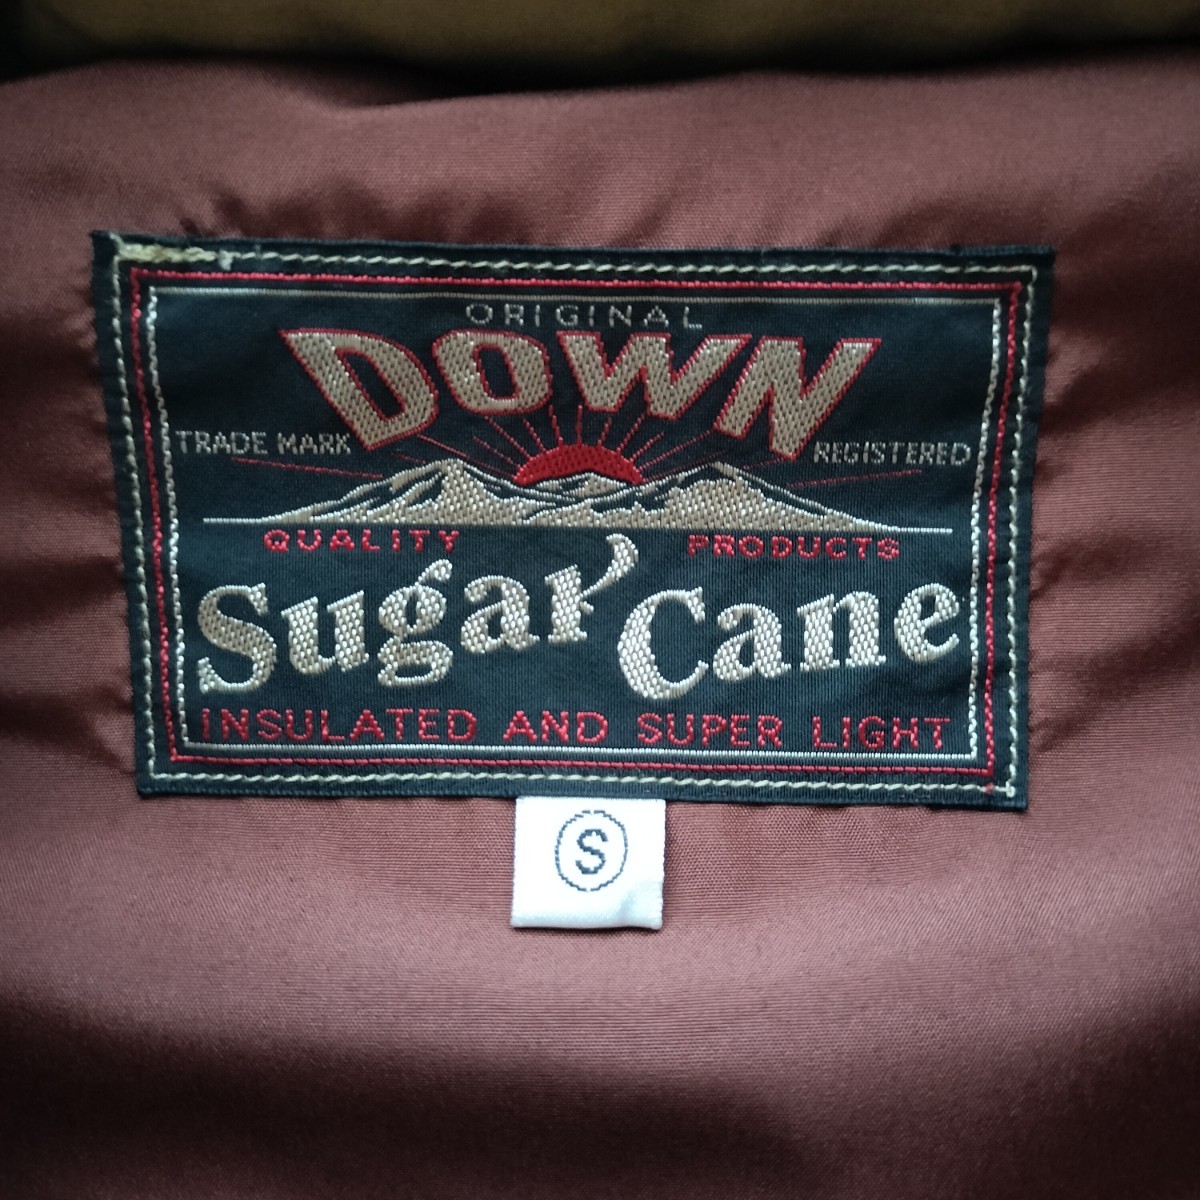 ORIGINAL
DOWN
TRADE MARK REGISTERED
QUALITY PRODUCTS
Sugar Cane
INSULATED AND SUPER LIGHT
S